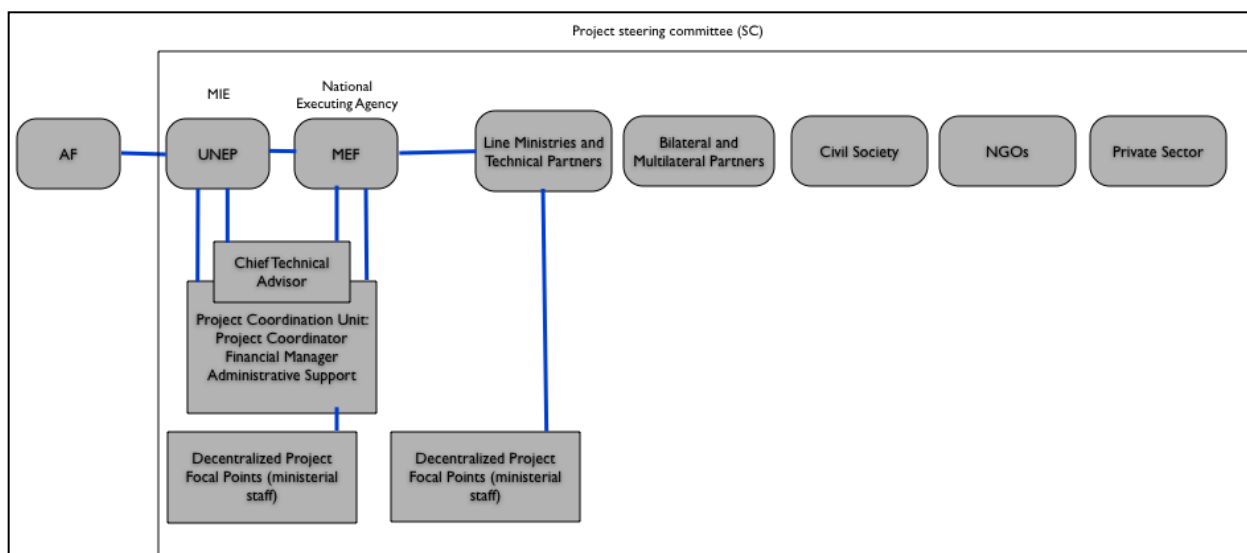 Project steering committee (SC)
MIE
National
Executing Agency
AF
UNEP
MEF
Line Ministries and
Technical Partners
Bilateral and
Multilateral Partners
Civil Society
NGOs
Private Sector
Chief Technical
Advisor
Project Coordination Unit:
Project Coordinator
Financial Manager
Administrative Support
Decentralized Project
Focal Points (ministerial
staff)
Decentralized Project
Focal Points (ministerial
staff)